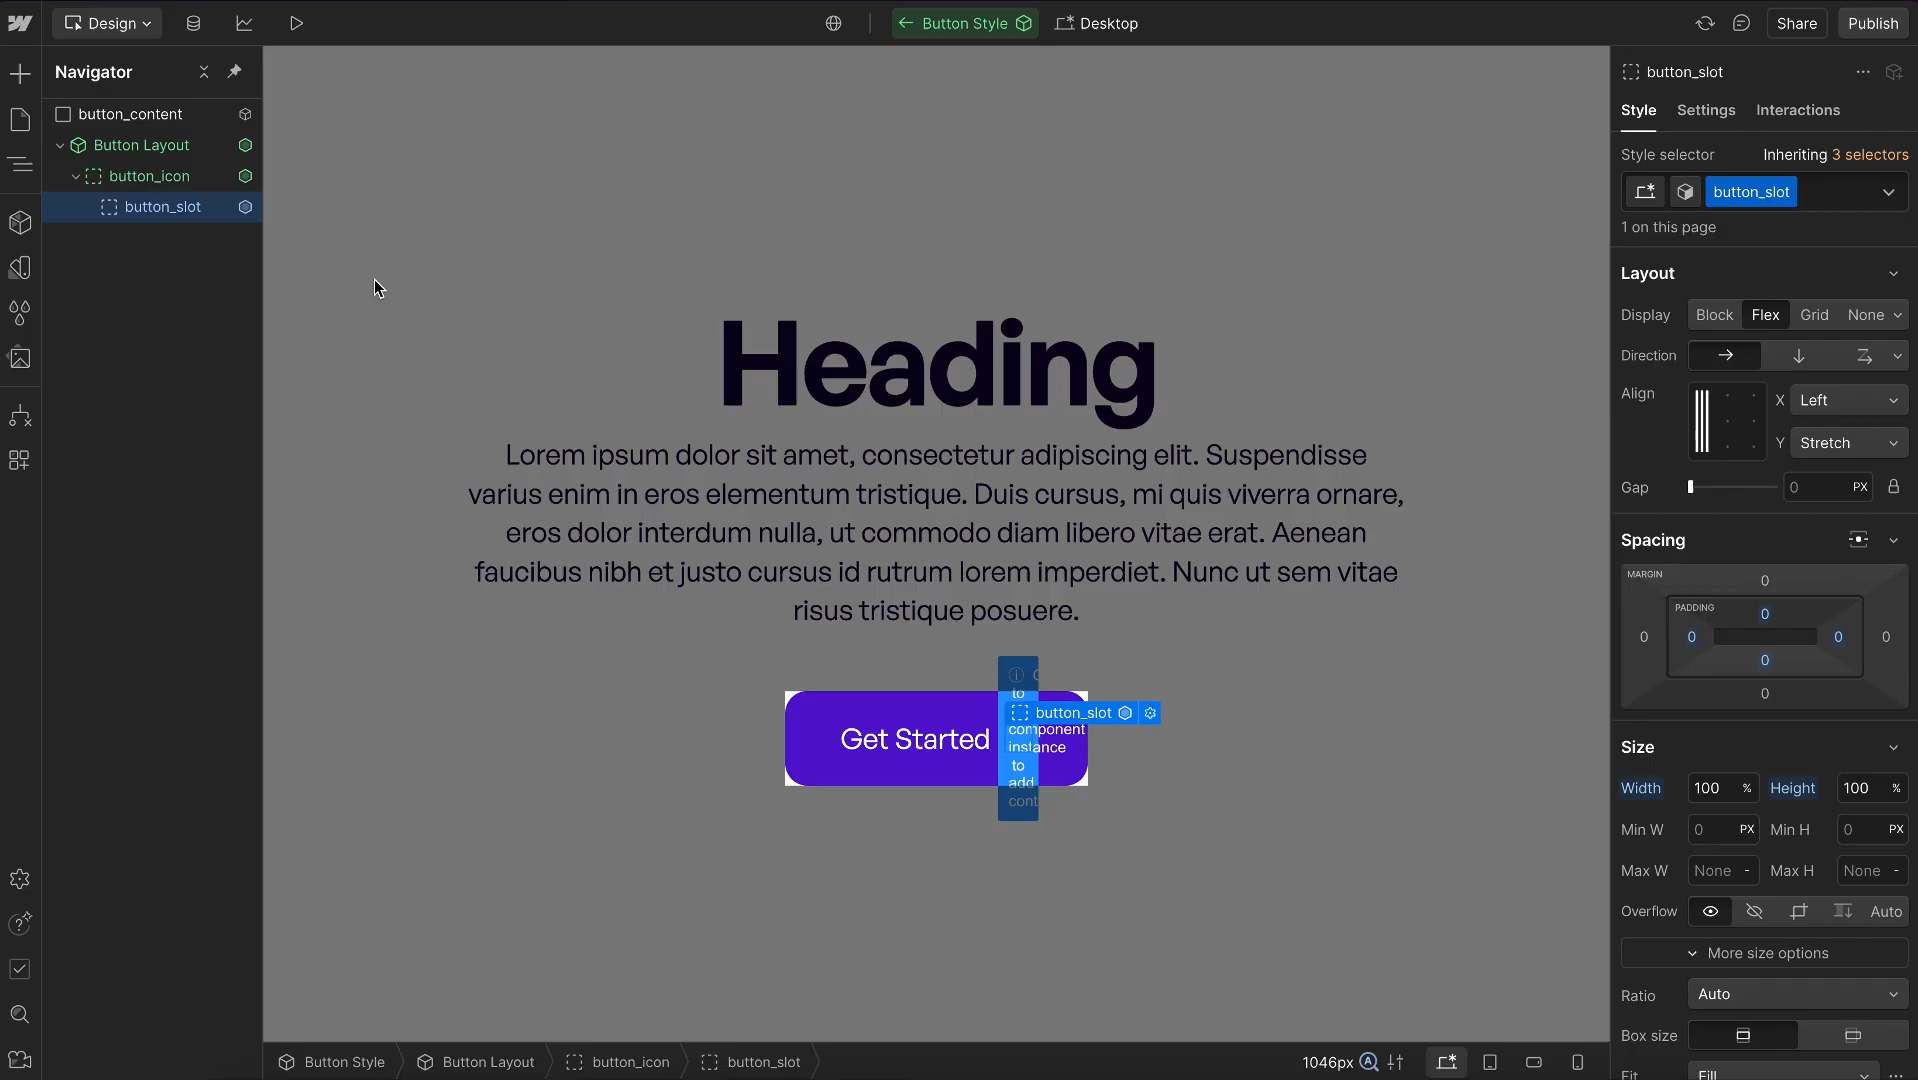 Design
Button Style
Desktop
Share
Publish
Navigator
button_content
Button Layout
button_icon
button_slot
Heading
Lorem ipsum dolor sit amet, consectetur adipiscing elit. Suspendisse
varius enim in eros elementum tristique. Duis cursus, mi quis viverra ornare,
eros dolor interdum nulla, ut commodo diam libero vitae erat. Aenean
faucibus nibh et justo cursus id rutrum lorem imperdiet. Nunc ut sem vitae
risus tristique posuere.
Get Started
to
button_slot
component
instance
to
add
cont
Button Style
Button Layout
button_icon
button_slot
1046px
button_slot
Style
Settings
Interactions
Style selector
Inheriting 3 selectors
button_slot
1 on this page
Layout
Display
Block
Flex
Grid
None
Direction
Align
X
Left
Y
Stretch
Gap
0
PX
Spacing
MARGIN
0
PADDING
0
0
0
0
0
0
0
Size
Width
100
%
Height
100
%
Min W
0
PX
Min H
0
PX
Max W
None
-
Max H
None
-
Overflow
Auto
More size options
Ratio
Auto
Box size
Fit
Fill